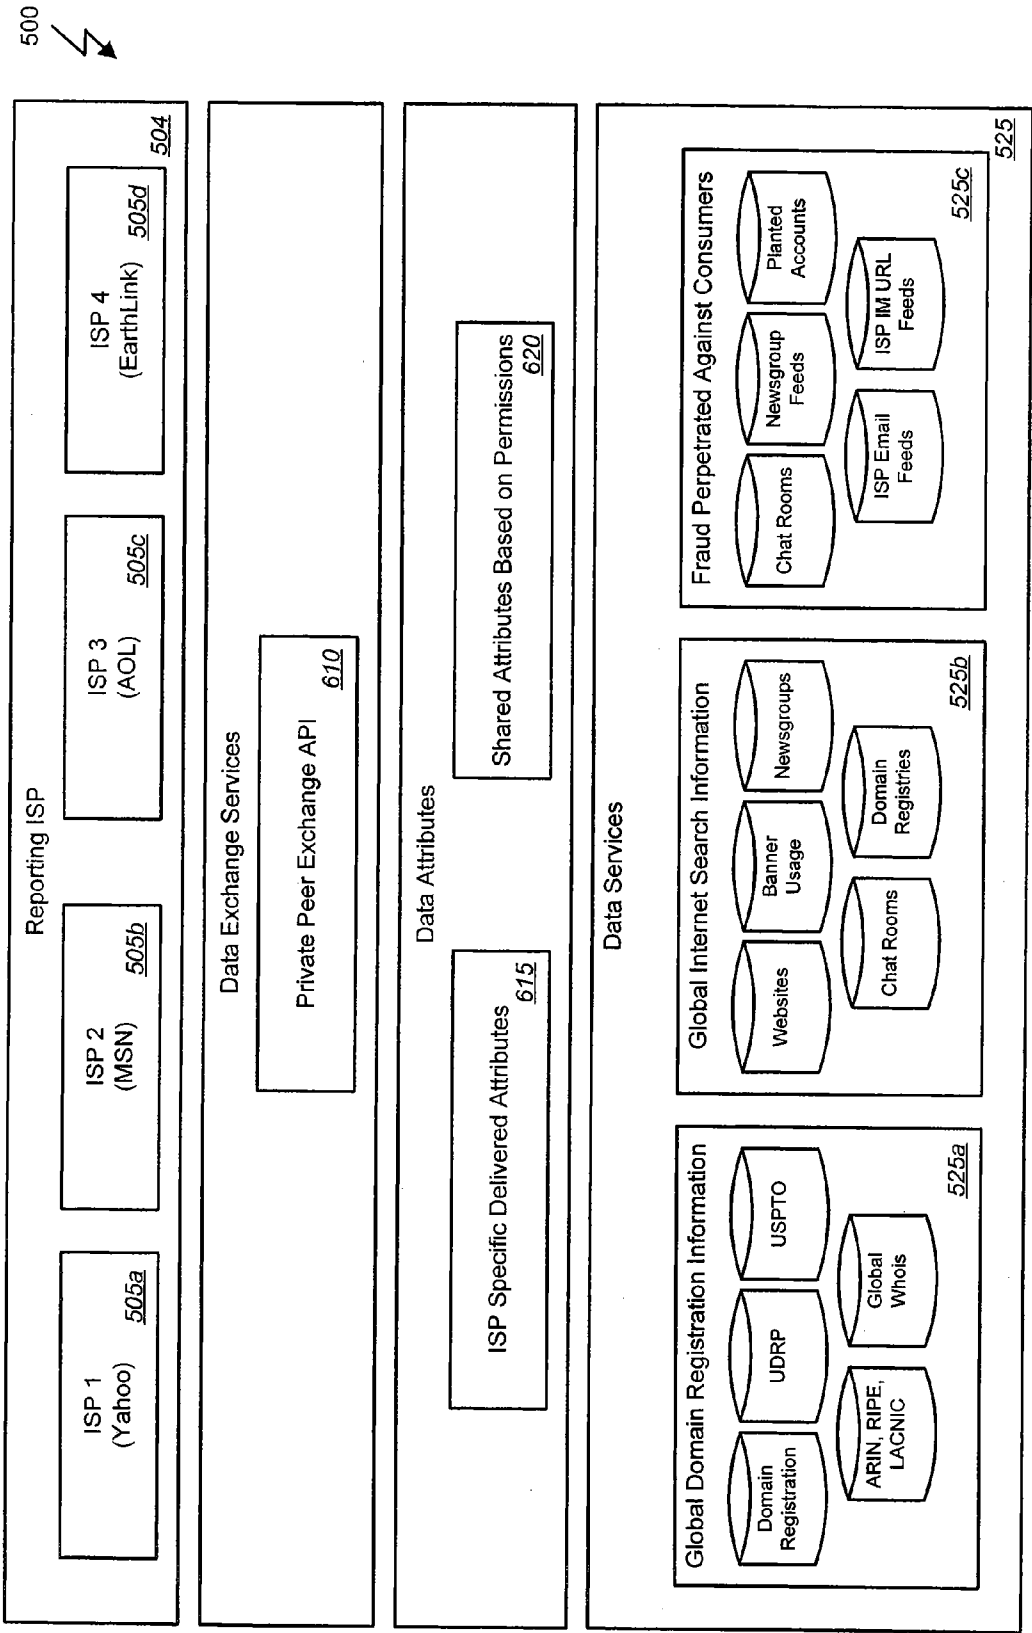 500
Reporting ISP
504
ISP 1
(Yahoo)
505a
ISP 2
(MSN)
505b
ISP 3
(AOL)
505c
ISP 4
(EarthLink)
505d
Data Exchange Services
Private Peer Exchange API
610
Data Attributes
ISP Specific Delivered Attributes
615
Shared Attributes Based on Permissions
620
Data Services
525
Global Domain Registration Information
Domain
Registration
UDRP
USPTO
ARIN, RIPE,
LACNIC
Global
Whois
525a
Global Internet Search Information
Websites
Banner
Usage
Newsgroups
Chat Rooms
Domain
Registries
525b
Fraud Perpetrated Against Consumers
Chat Rooms
Newsgroup
Feeds
Planted
Accounts
ISP Email
Feeds
ISP IM URL
Feeds
525c